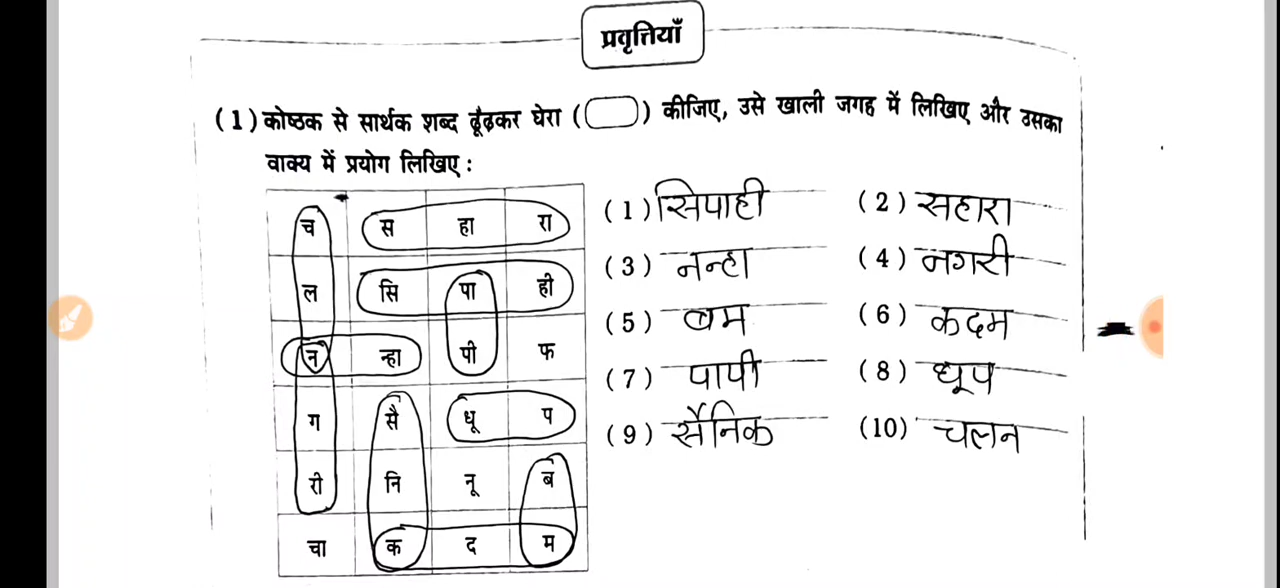 प्रवृत्तियाँ
(1) कोष्ठक से सार्थक शब्द ढूँढ़कर घेरा ( ) कीजिए, उसे खाली जगह में लिखिए और उसका
वाक्य में प्रयोग लिखिए :
च स हा रा
ल सि पा ही
न न्हा पी फ
ग सै धू प
री नि नू ब
चा क द म
(1) सिपाही (2) सहारा
(3) नन्हा (4) नगरी
(5) बम (6) कदम
(7) पापी (8) धूप
(9) सैनिक (10) चलन